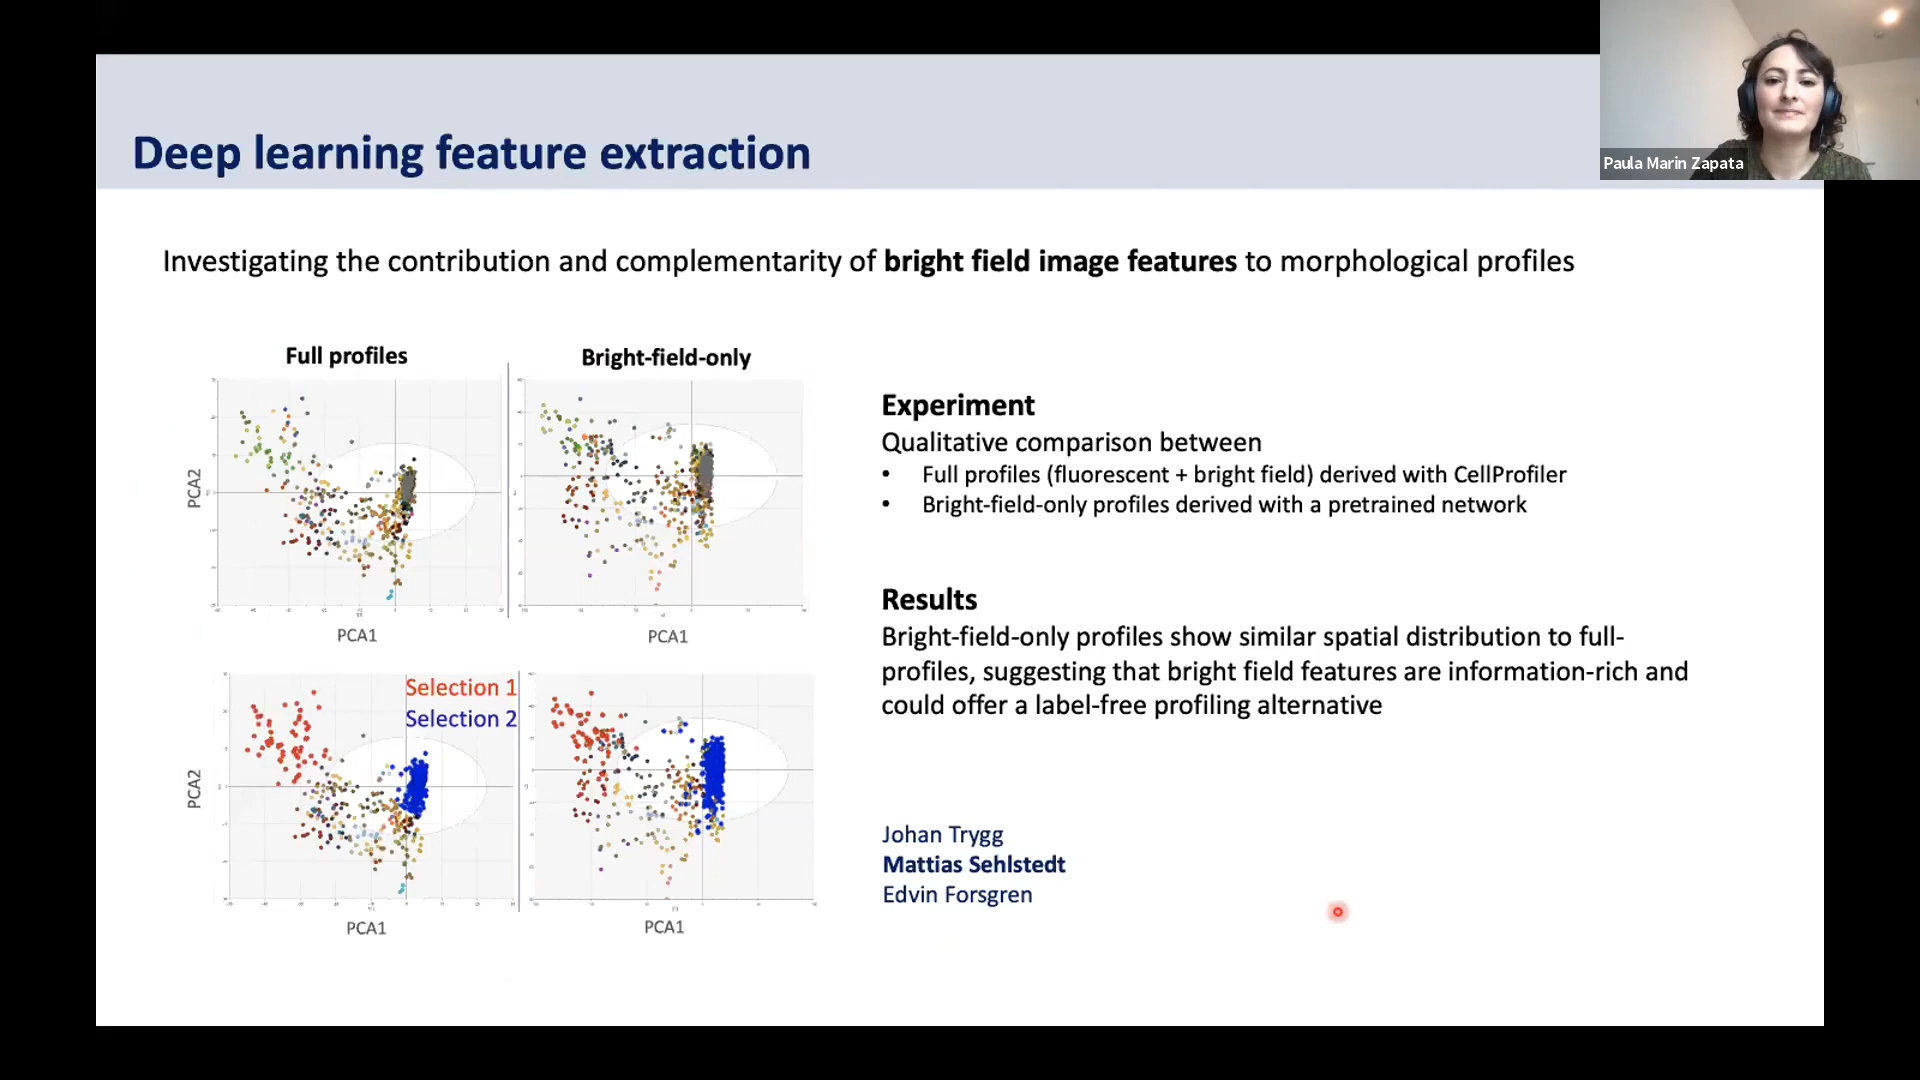 Paula Marin Zapata
Deep learning feature extraction
Investigating the contribution and complementarity of bright field image features to morphological profiles
Full profiles
Bright-field-only
PCA2
PCA1
PCA1
Selection 1
Selection 2
PCA2
PCA1
PCA1
Experiment
Qualitative comparison between
• Full profiles (fluorescent + bright field) derived with CellProfiler
• Bright-field-only profiles derived with a pretrained network
Results
Bright-field-only profiles show similar spatial distribution to full-
profiles, suggesting that bright field features are information-rich and
could offer a label-free profiling alternative
Johan Trygg
Mattias Sehlstedt
Edvin Forsgren